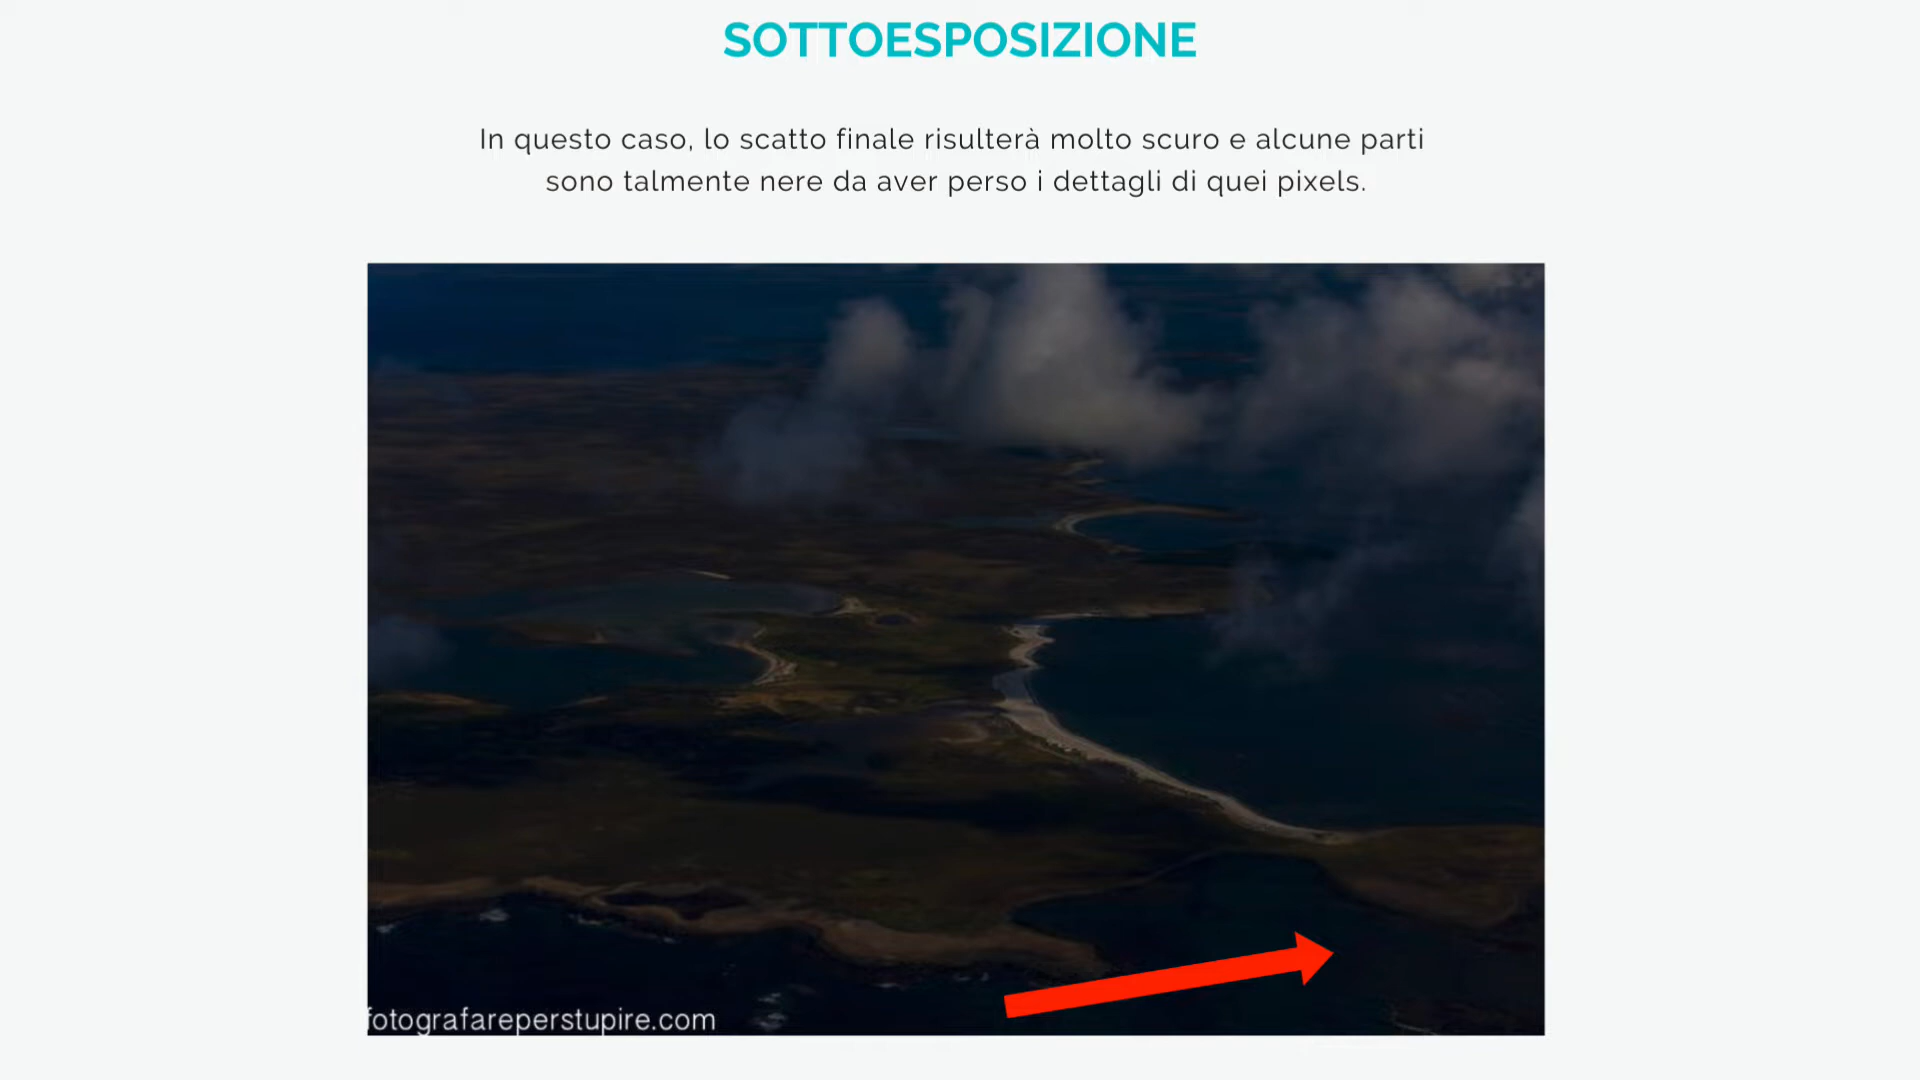 SOTTOESPOSIZIONE
In questo caso, lo scatto finale risulterà molto scuro e alcune parti
sono talmente nere da aver perso i dettagli di quei pixels.
fotografareperstupire.com